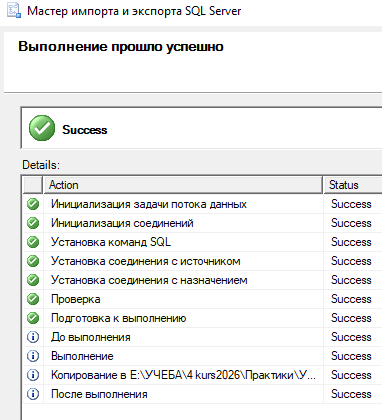 Мастер импорта и экспорта SQL Server
Выполнение прошло успешно
Success
Details:
Action Status
Инициализация задачи потока данных Success
Инициализация соединений Success
Установка команд SQL Success
Установка соединения с источником Success
Установка соединения с назначением Success
Проверка Success
Подготовка к выполнению Success
До выполнения Success
Выполнение Success
Копирование в E:\УЧЕБА\4 kurs2026\Практики\У... Success
После выполнения Success